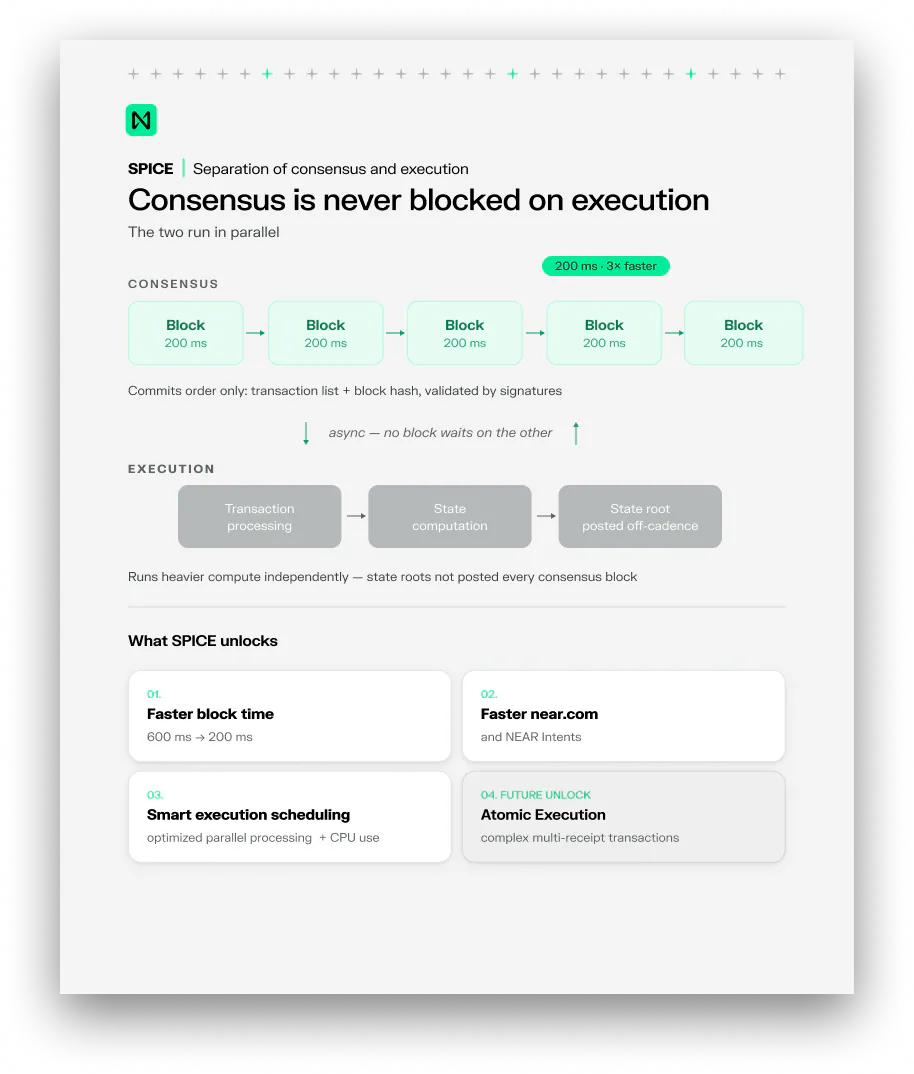 SPICE | Separation of consensus and execution
Consensus is never blocked on execution
The two run in parallel
200 ms · 3× faster
CONSENSUS
Block
200 ms
Block
200 ms
Block
200 ms
Block
200 ms
Block
200 ms
Commits order only: transaction list + block hash, validated by signatures
async — no block waits on the other
EXECUTION
Transaction
processing
State
computation
State root
posted off-cadence
Runs heavier compute independently — state roots not posted every consensus block
What SPICE unlocks
01.
Faster block time
600 ms → 200 ms
02.
Faster near.com
and NEAR Intents
03.
Smart execution scheduling
optimized parallel processing + CPU use
04. FUTURE UNLOCK
Atomic Execution
complex multi-receipt transactions